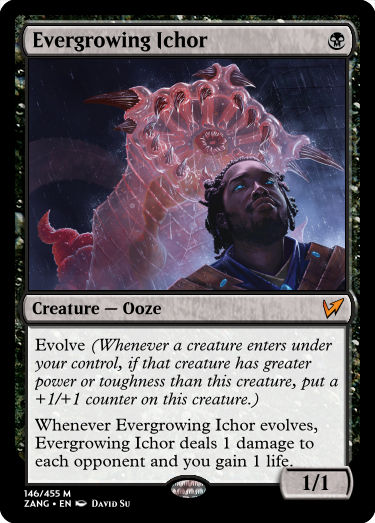 Evergrowing Ichor
Creature — Ooze
Evolve (Whenever a creature enters under
your control, if that creature has greater
power or toughness than this creature, put a
+1/+1 counter on this creature.)
Whenever Evergrowing Ichor evolves,
Evergrowing Ichor deals 1 damage to
each opponent and you gain 1 life.
1/1
146/455 M
ZANG • EN David Su